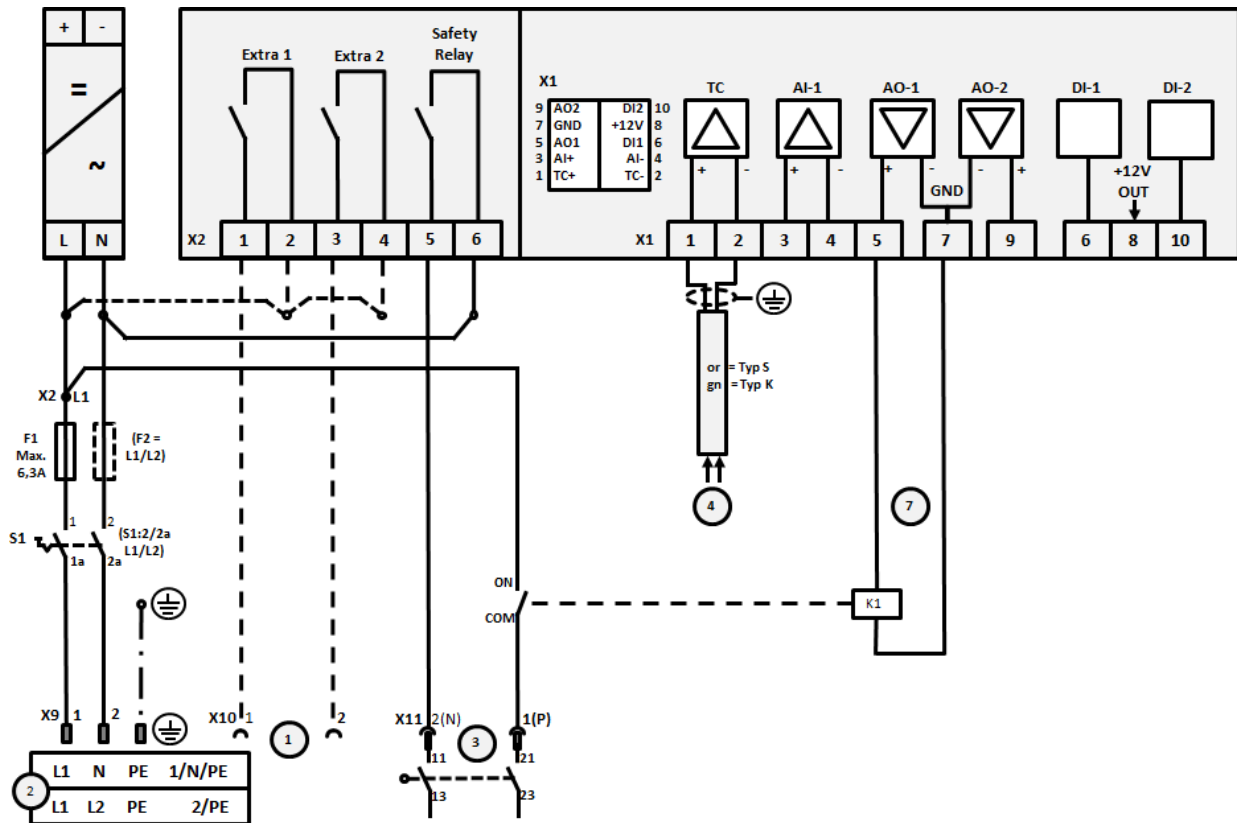 + -
=
~
L N
Extra 1 Extra 2 Safety
Relay
X2 1 2 3 4 5 6
X1
9 AO2 DI2 10
7 GND +12V 8
5 AO1 DI1 6
3 AI+ AI- 4
1 TC+ TC- 2
TC AI-1 AO-1 AO-2 DI-1 DI-2
+ - + - + - - +
GND
+12V
OUT
X1 1 2 3 4 5 7 9 6 8 10
or = Typ S
gn = Typ K
X2 L1
F1
Max.
6,3A
(F2 =
L1/L2)
4 7
S1 1 2 (S1:2/2a
L1/L2)
1a 2a
ON
COM
K1
X9 1 2
X10 1 1 2
X11 2(N) 3 1(P)
11 21
13 23
2
L1 N PE 1/N/PE
L1 L2 PE 2/PE